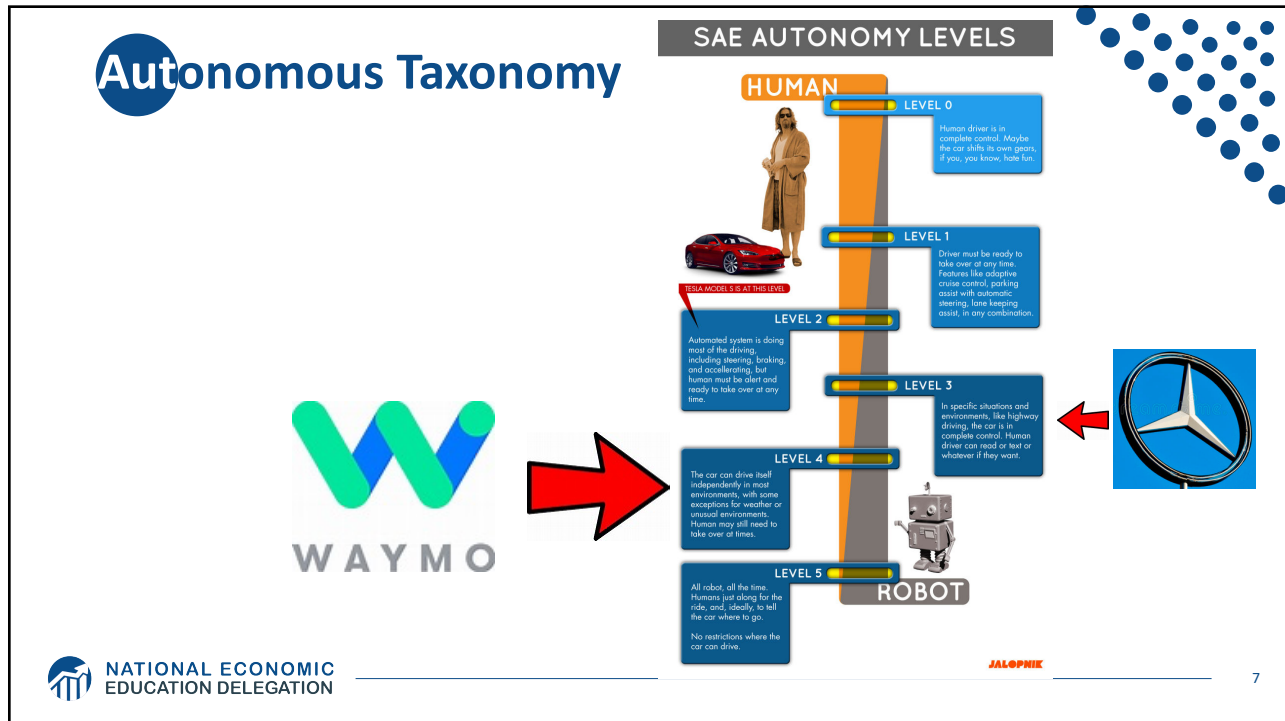 Autonomous Taxonomy
SAE AUTONOMY LEVELS
HUMAN
LEVEL 0
Human driver is in
complete control. Maybe
the car shifts its own gears,
if you, you know, hate fun.
LEVEL 1
Driver must be ready to
take over at any time.
Features like adaptive
cruise control, parking
assist with automatic
steering, lane keeping
assist, in any combination.
TESLA MODEL S IS AT THIS LEVEL
LEVEL 2
Automated system is doing
most of the driving,
including steering, braking,
and accellerating, but
human must be alert and
ready to take over at any
time.
LEVEL 3
In specific situations and
environments, like highway
driving, the car is in
complete control. Human
driver can read or text or
whatever if they want.
WAYMO
LEVEL 4
The car can drive itself
independently in most
environments, with some
exceptions for weather or
unusual environments.
Human may still need to
take over at times.
LEVEL 5
All robot, all the time.
Humans just along for the
ride, and, ideally, to tell
the car where to go.
No restrictions where the
car can drive.
ROBOT
JALOPNIK
NATIONAL ECONOMIC
EDUCATION DELEGATION
7